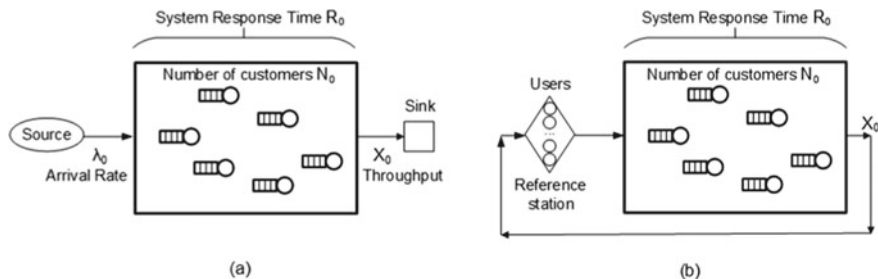 System Response Time R₀
Number of customers N₀
Source
λ₀
Arrival Rate
X₀
Throughput
Sink
(a)
System Response Time R₀
Users
Number of customers N₀
...
Reference
station
X₀
(b)